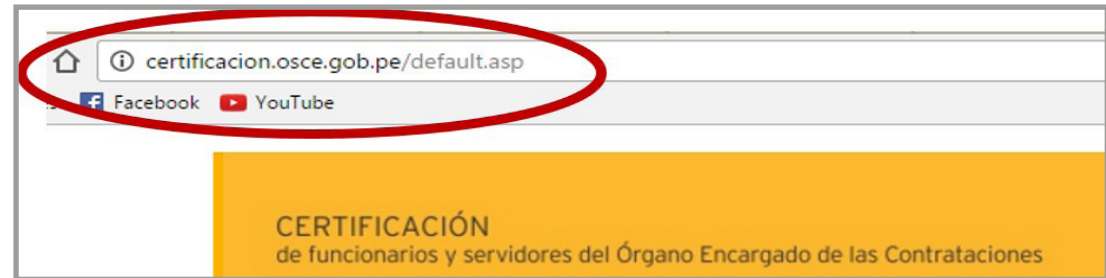 certificacion.osce.gob.pe/default.asp
Facebook YouTube
CERTIFICACIÓN
de funcionarios y servidores del Órgano Encargado de las Contrataciones